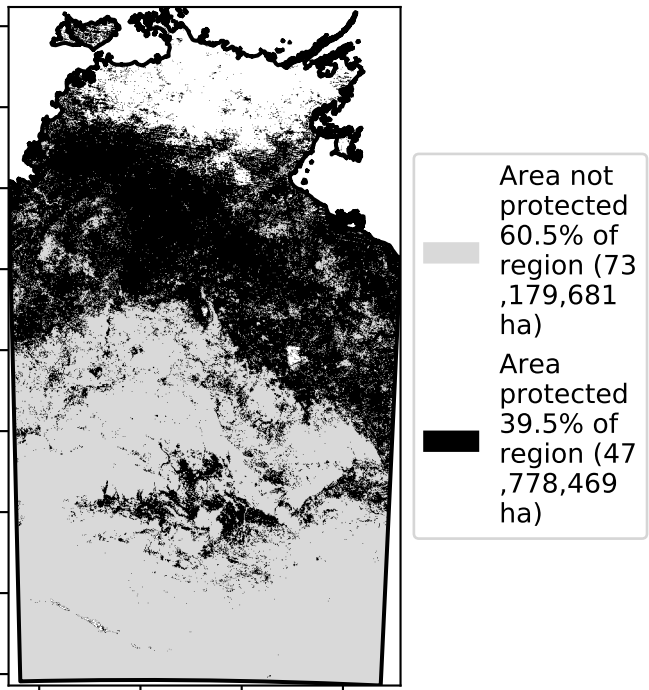 Area not
protected
60.5% of
region (73
,179,681
ha)
Area
protected
39.5% of
region (47
,778,469
ha)